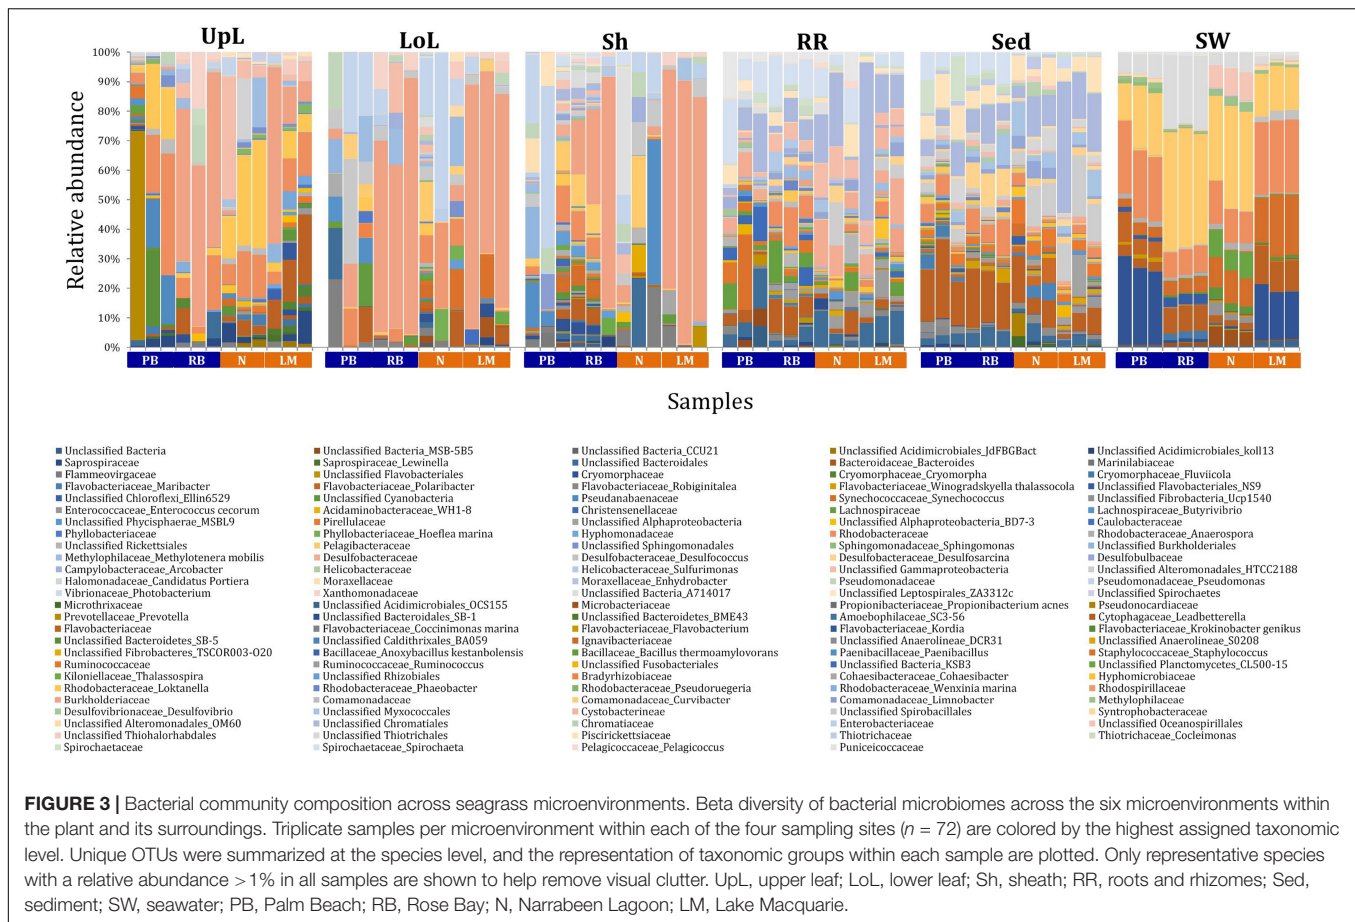 UpL LoL Sh RR Sed SW
Relative abundance
100%
90%
80%
70%
60%
50%
40%
30%
20%
10%
0%
PB RB N LM PB RB N LM PB RB N LM PB RB N LM PB RB N LM PB RB N LM
Samples
Unclassified Bacteria Unclassified Bacteria_MSB-5B5 Unclassified Bacteria_CCU21 Unclassified Acidimicrobiales_JdFBGBact Unclassified Acidimicrobiales_koll13
Saprospiraceae Saprospiraceae_Lewinella Unclassified Bacteroidales Bacteroidaceae_Bacteroides Marinilabiaceae
Flammeovirgaceae Unclassified Flavobacteriales Cryomorphaceae Cryomorphaceae_Cryomorpha Cryomorphaceae_Fluviicola
Flavobacteriaceae_Maribacter Flavobacteriaceae_Polaribacter Flavobacteriaceae_Robiginitalea Flavobacteriaceae_Winogradskyella thalassocola Unclassified Flavobacteriales_NS9
Unclassified Chloroflexi_Ellin6529 Unclassified Cyanobacteria Pseudanabaenaceae Synechococcaceae_Synechococcus Unclassified Fibrobacteria_Ucp1540
Enterococcaceae_Enterococcus cecorum Acidaminobacteraceae_WH1-8 Christensenellaceae Lachnospiraceae Lachnospiraceae_Butyrivibrio
Unclassified Phycisphaerae_MSBL9 Pirellulaceae Unclassified Alphaproteobacteria Unclassified Alphaproteobacteria_BD7-3 Caulobacteraceae
Phyllobacteriaceae Phyllobacteriaceae_Hoeflea marina Hyphomonadaceae Rhodobacteraceae Rhodobacteraceae_Anaerospora
Unclassified Rickettsiales Pelagibacteraceae Unclassified Sphingomonadales Sphingomonadaceae_Sphingomonas Unclassified Burkholderiales
Methylophilaceae_Methylotenera mobilis Desulfobacteraceae Desulfobacteraceae_Desulfococcus Desulfobacteraceae_Desulfosarcina Desulfobulbaceae
Campylobacteraceae_Arcobacter Helicobacteraceae Helicobacteraceae_Sulfurimonas Unclassified Gammaproteobacteria Unclassified Alteromonadales_HTCC2188
Halomonadaceae_Candidatus Portiera Moraxellaceae Moraxellaceae_Enhydrobacter Pseudomonadaceae Pseudomonadaceae_Pseudomonas
Vibrionaceae_Photobacterium Xanthomonadaceae Unclassified Bacteria_A714017 Unclassified Leptospirales_ZA3312c Unclassified Spirochaetes
Microthrixaceae Unclassified Acidimicrobiales_OCS155 Microbacteriaceae Propionibacteriaceae_Propionibacterium acnes Pseudonocardiaceae
Prevotellaceae_Prevotella Unclassified Bacteroidales_SB-1 Unclassified Bacteroidetes_BME43 Amoebophilaceae_SC3-56 Cytophagaceae_Leadbetterella
Flavobacteriaceae Flavobacteriaceae_Coccinimonas marina Flavobacteriaceae_Flavobacterium Flavobacteriaceae_Kordia Flavobacteriaceae_Krokinobacter genikus
Unclassified Bacteroidetes_SB-5 Unclassified Caldithrixales_BA059 Ignavibacteriaceae Unclassified Anaerolineae_DCR31 Unclassified Anaerolineae_S0208
Unclassified Fibrobacteres_TSCOR003-O20 Bacillaceae_Anoxybacillus kestanbolensis Bacillaceae_Bacillus thermoamylovorans Paenibacillaceae_Paenibacillus Staphylococcaceae_Staphylococcus
Ruminococcaceae Ruminococcaceae_Ruminococcus Unclassified Fusobacteriales Unclassified Bacteria_KSB3 Unclassified Planctomycetes_CL500-15
Kiloniellaceae_Thalassospira Unclassified Rhizobiales Bradyrhizobiaceae Cohaesibacteraceae_Cohaesibacter Hyphomicrobiaceae
Rhodobacteraceae_Loktanella Rhodobacteraceae_Phaeobacter Rhodobacteraceae_Pseudoruegeria Rhodobacteraceae_Wenxinia marina Rhodospirillaceae
Burkholderiaceae Comamonadaceae Comamonadaceae_Curvibacter Comamonadaceae_Limnobacter Methylophilaceae
Desulfovibrionaceae_Desulfovibrio Unclassified Myxococcales Cystobacterineae Unclassified Spirobacillales Syntrophobacteraceae
Unclassified Alteromonadales_OM60 Unclassified Chromatiales Chromatiaceae Enterobacteriaceae Unclassified Oceanospirillales
Unclassified Thiohalorhabdales Unclassified Thiotrichales Piscirickettsiaceae Thiotrichaceae Thiotrichaceae_Cocleimonas
Spirochaetaceae Spirochaetaceae_Spirochaeta Pelagicoccaceae_Pelagicoccus Puniceicoccaceae
FIGURE 3 | Bacterial community composition across seagrass microenvironments. Beta diversity of bacterial microbiomes across the six microenvironments within
the plant and its surroundings. Triplicate samples per microenvironment within each of the four sampling sites (n = 72) are colored by the highest assigned taxonomic
level. Unique OTUs were summarized at the species level, and the representation of taxonomic groups within each sample are plotted. Only representative species
with a relative abundance >1% in all samples are shown to help remove visual clutter. UpL, upper leaf; LoL, lower leaf; Sh, sheath; RR, roots and rhizomes; Sed,
sediment; SW, seawater; PB, Palm Beach; RB, Rose Bay; N, Narrabeen Lagoon; LM, Lake Macquarie.